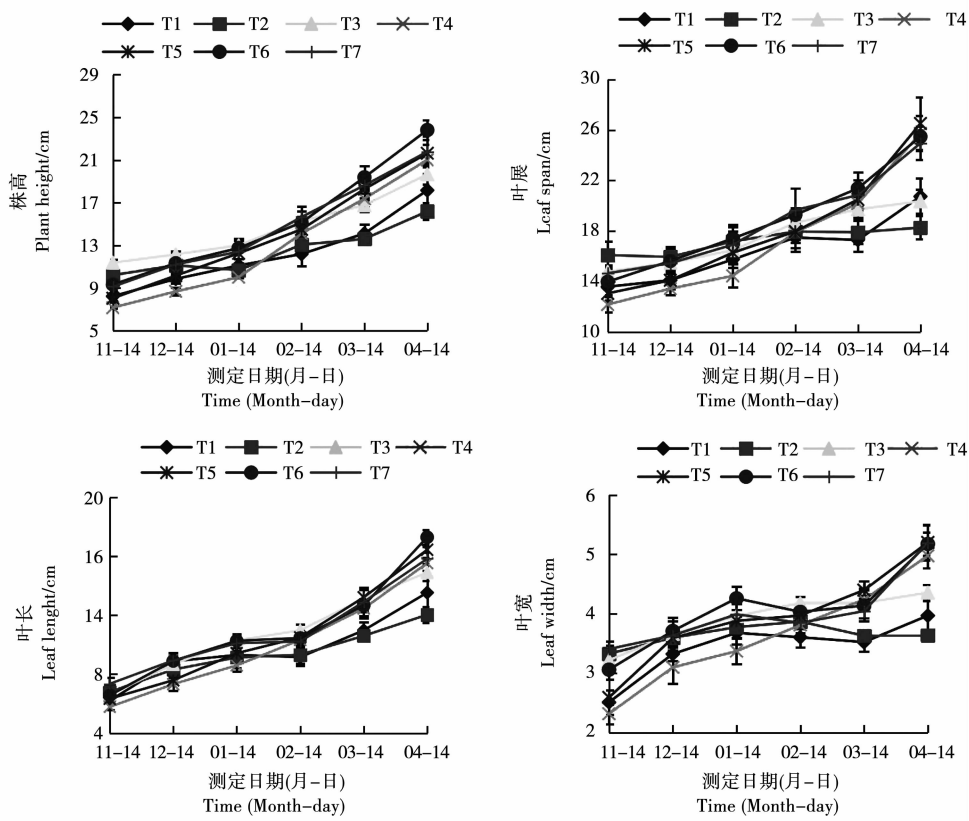 T1 T2 T3 T4
T5 T6 T7
29
25
21
17
13
9
5
株高
Plant height/cm
11-14 12-14 01-14 02-14 03-14 04-14
测定日期(月-日)
Time (Month-day)
T1 T2 T3 T4
T5 T6 T7
30
26
22
18
14
10
叶展
Lcaf span/cm
11-14 12-14 01-14 02-14 03-14 04-14
测定日期(月-日)
Time (Month-day)
T1 T2 T3 T4
T5 T6 T7
20
16
14
8
4
叶长
Leaf lenght/cm
11-14 12-14 01-14 02-14 03-14 04-14
测定日期(月-日)
Time (Month-day)
T1 T2 T3 T4
T5 T6 T7
6
5
4
3
2
叶宽
Leaf width/cm
11-14 12-14 01-14 02-14 03-14 04-14
测定日期(月-日)
Time (Month-day)